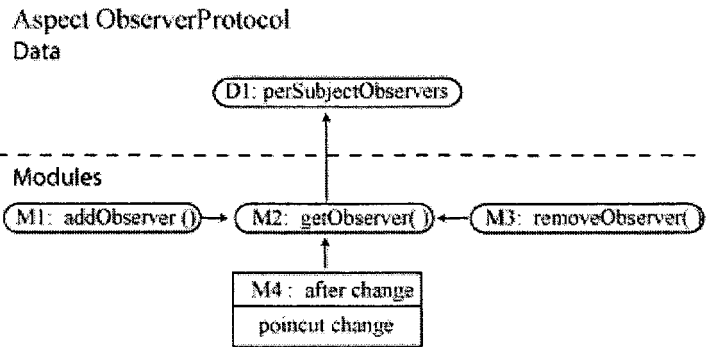 Aspect ObserverProtocol
Data
D1: perSubjectObservers
Modules
M1: addObserver ()
M2: getObserver( )
M3: removeObserver( )
M4 : after change
poincut change